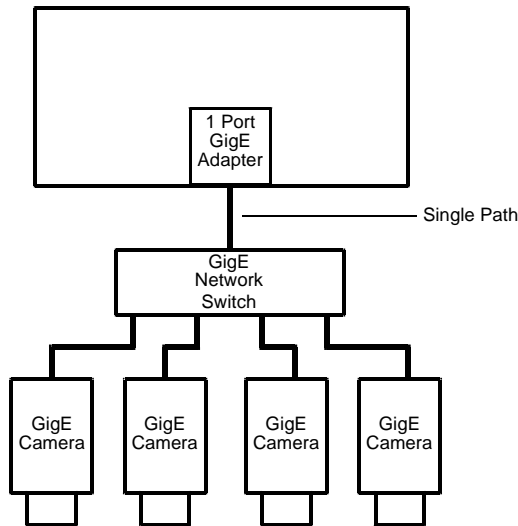 1 Port
GigE
Adapter
Single Path
GigE
Network
Switch
GigE
Camera
GigE
Camera
GigE
Camera
GigE
Camera